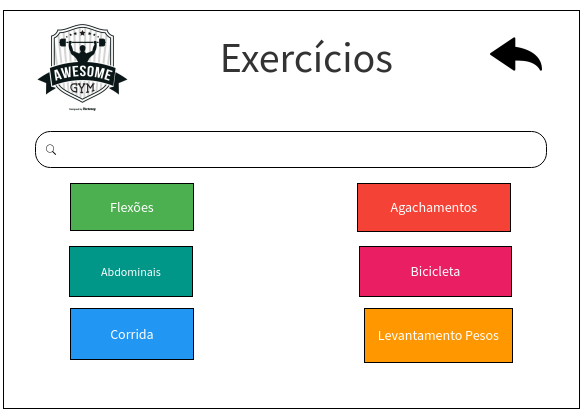 Exercícios
AWESOME
GYM
Flexões
Agachamentos
Abdominais
Bicicleta
Corrida
Levantamento Pesos